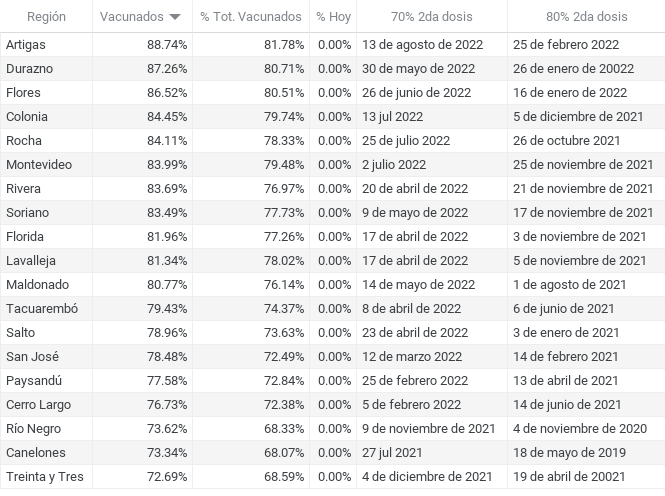 Región Vacunados % Tot. Vacunados % Hoy 70% 2da dosis 80% 2da dosis
Artigas 88.74% 81.78% 0.00% 13 de agosto de 2022 25 de febrero 2022
Durazno 87.26% 80.71% 0.00% 30 de mayo de 2022 26 de enero de 20022
Flores 86.52% 80.51% 0.00% 26 de junio de 2022 16 de enero de 2022
Colonia 84.45% 79.74% 0.00% 13 jul 2022 5 de diciembre de 2021
Rocha 84.11% 78.33% 0.00% 25 de julio 2022 26 de octubre 2021
Montevideo 83.99% 79.48% 0.00% 2 julio 2022 25 de noviembre de 2021
Rivera 83.69% 76.97% 0.00% 20 de abril de 2022 21 de noviembre de 2021
Soriano 83.49% 77.73% 0.00% 9 de mayo de 2022 17 de noviembre de 2021
Florida 81.96% 77.26% 0.00% 17 de abril de 2022 3 de noviembre de 2021
Lavalleja 81.34% 78.02% 0.00% 17 de abril de 2022 5 de noviembre de 2021
Maldonado 80.77% 76.14% 0.00% 14 de mayo de 2022 1 de agosto de 2021
Tacuarembó 79.43% 74.37% 0.00% 8 de abril de 2022 6 de junio de 2021
Salto 78.96% 73.63% 0.00% 23 de abril de 2022 3 de enero de 2021
San José 78.48% 72.49% 0.00% 12 de marzo 2022 14 de febrero 2021
Paysandú 77.58% 72.84% 0.00% 25 de febrero 2022 13 de abril de 2021
Cerro Largo 76.73% 72.38% 0.00% 5 de febrero 2022 14 de junio de 2021
Río Negro 73.62% 68.33% 0.00% 9 de noviembre de 2021 4 de noviembre de 2020
Canelones 73.34% 68.07% 0.00% 27 jul 2021 18 de mayo de 2019
Treinta y Tres 72.69% 68.59% 0.00% 4 de diciembre de 2021 19 de abril de 20021